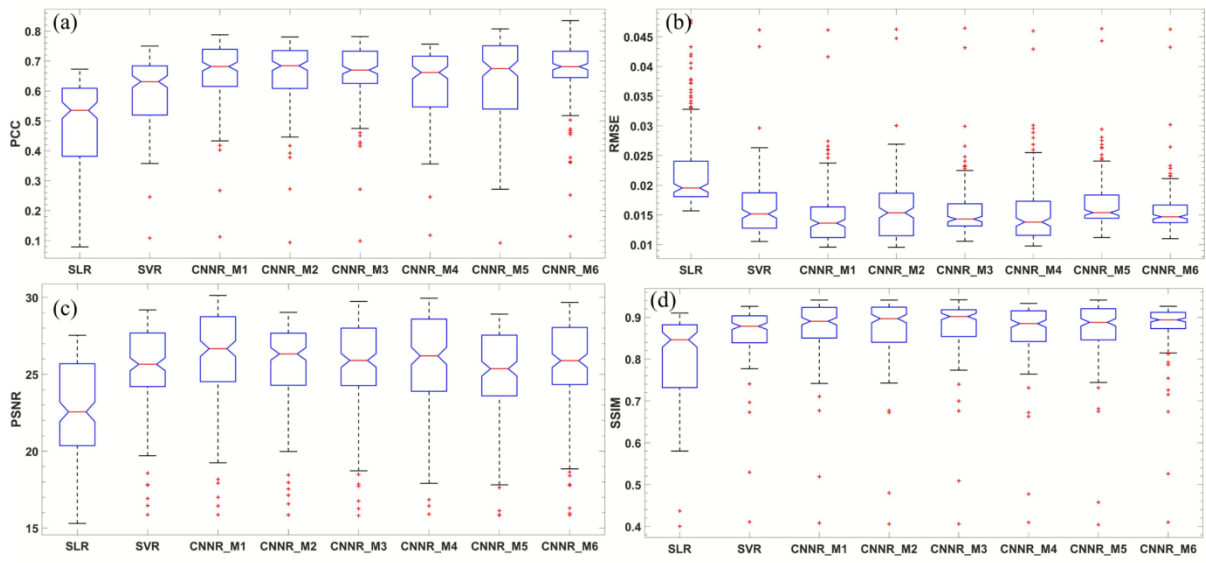 (a)
PCC
0.8
0.7
0.6
0.5
0.4
0.3
0.2
0.1
SLR SVR CNNR_M1 CNNR_M2 CNNR_M3 CNNR_M4 CNNR_M5 CNNR_M6
(b)
RMSE
0.045
0.04
0.035
0.03
0.025
0.02
0.015
0.01
SLR SVR CNNR_M1 CNNR_M2 CNNR_M3 CNNR_M4 CNNR_M5 CNNR_M6
(c)
PSNR
30
25
20
15
SLR SVR CNNR_M1 CNNR_M2 CNNR_M3 CNNR_M4 CNNR_M5 CNNR_M6
(d)
SSIM
0.9
0.8
0.7
0.6
0.5
0.4
SLR SVR CNNR_M1 CNNR_M2 CNNR_M3 CNNR_M4 CNNR_M5 CNNR_M6